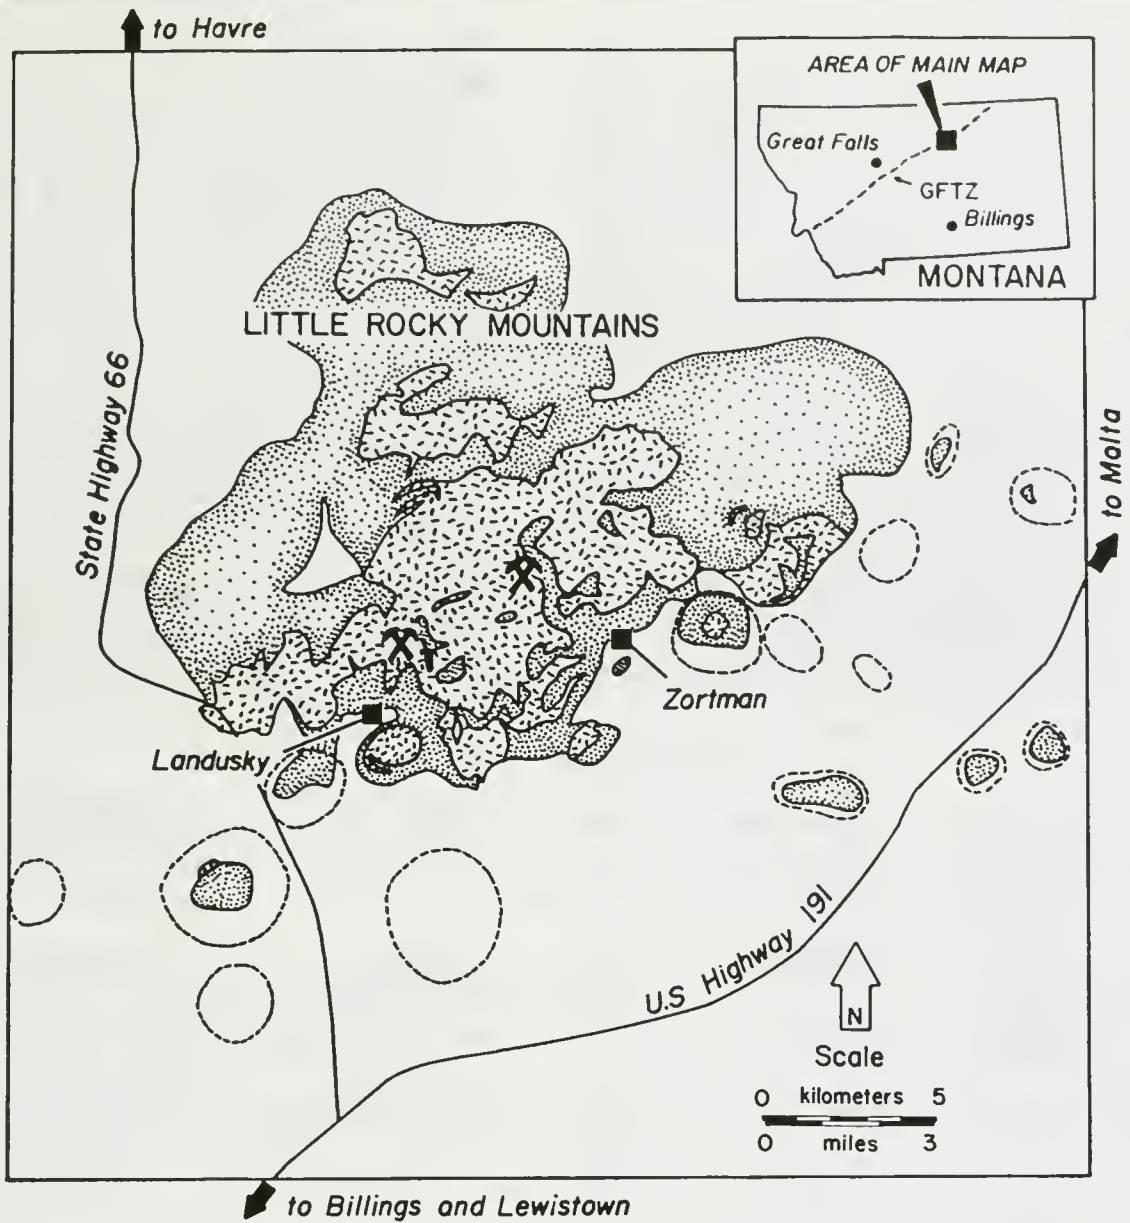 to Havre
AREA OF MAIN MAP
Great Falls
GFTZ
Billings
MONTANA
LITTLE ROCKY MOUNTAINS
State Highway 66
to Malta
Zortman
Landusky
U.S Highway 191
N
Scale
0 kilometers 5
0 miles 3
to Billings and Lewistown